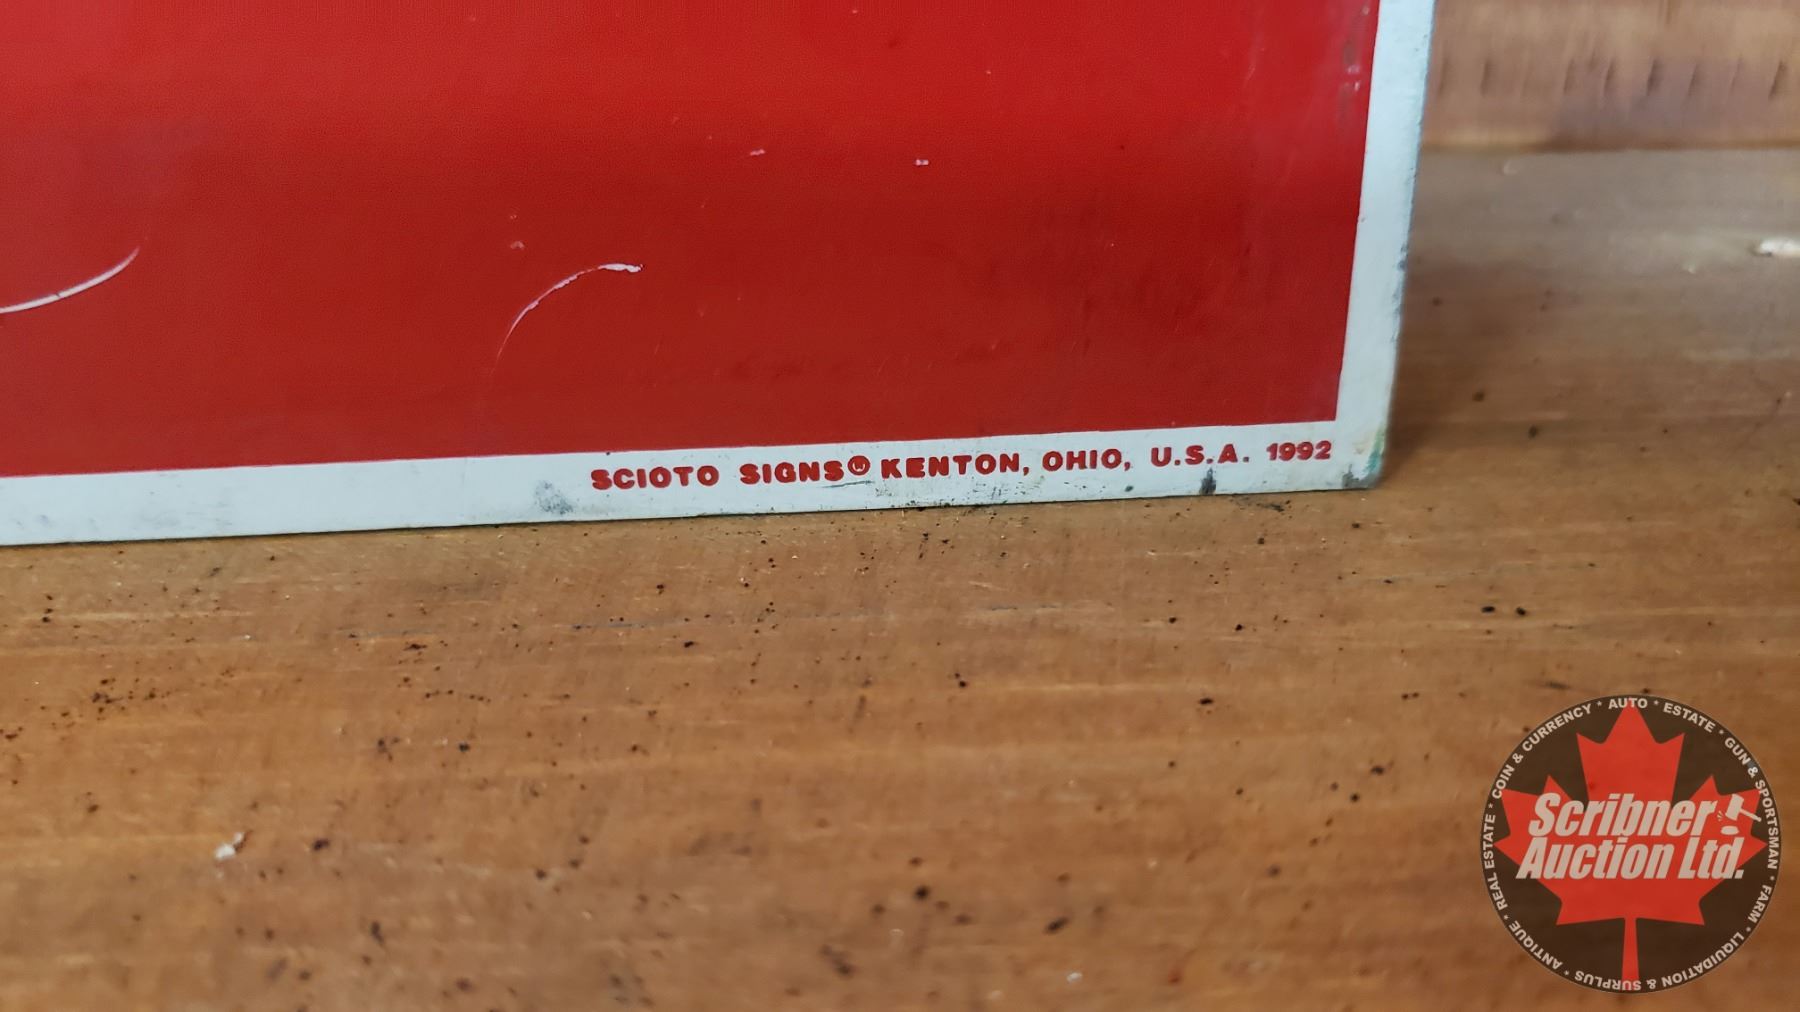 SCIOTO SIGNS® KENTON, OHIO, U.S.A. 1992
REAL ESTATE * COIN & CURRENCY * AUTO * ESTATE * GUN & SPORTSMAN * FARM * LIQUIDATION & SURPLUS * ANTIQUE *
Scribner
Auction Ltd.